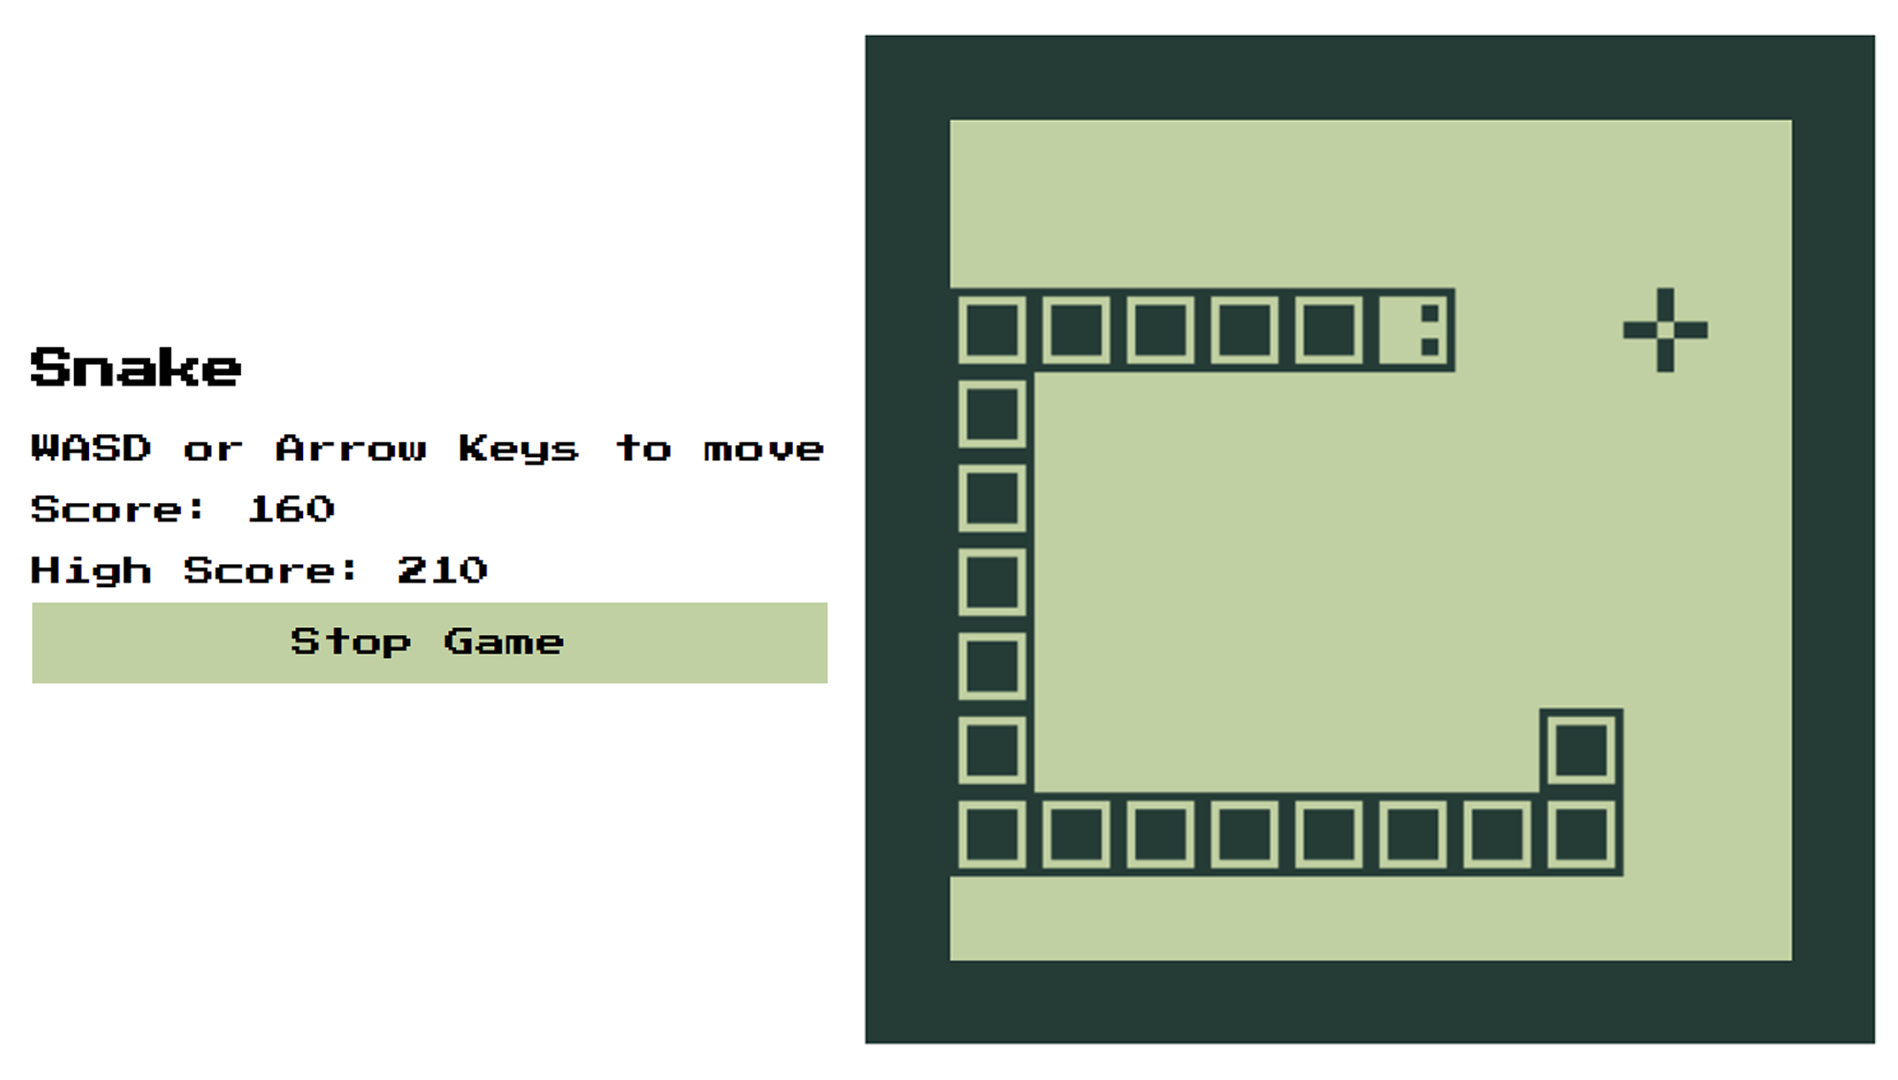 Snake
WASD or Arrow Keys to move
Score: 160
High Score: 210
Stop Game